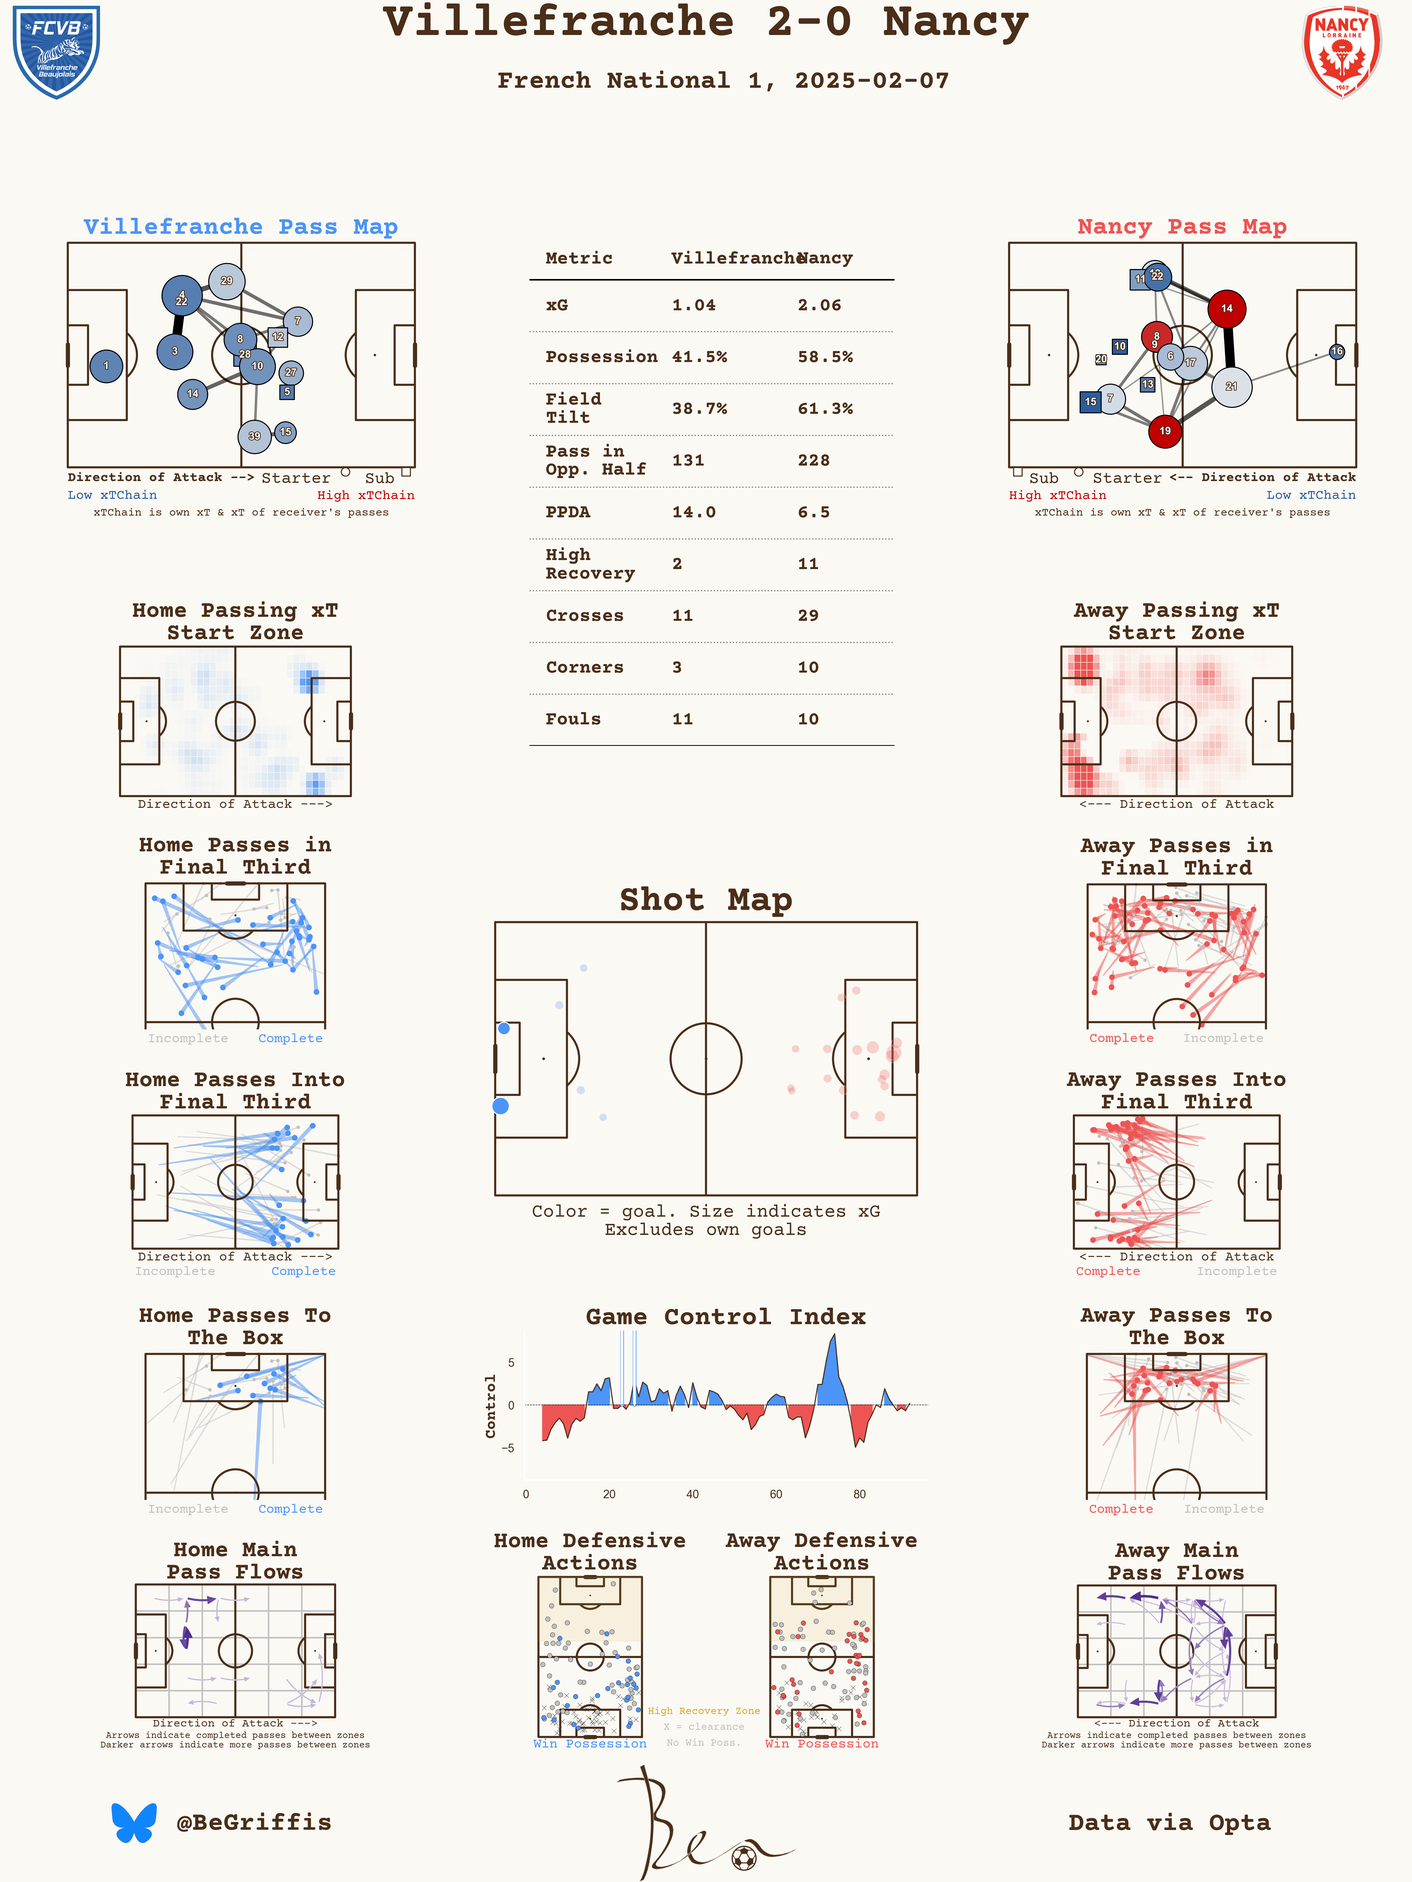 Villefranche 2-0 Nancy
French National 1, 2025-02-07
FCVB
Villefranche
Beaujolais
NANCY
LORRAINE
1967
Villefranche Pass Map
4
22
29
7
12
8
28
3
1
10
27
14
5
39
15
Direction of Attack --> Starter Sub
Low xTChain High xTChain
xTChain is own xT & xT of receiver's passes
Metric Villefranche Nancy
xG 1.04 2.06
Possession 41.5% 58.5%
Field
Tilt 38.7% 61.3%
Pass in
Opp. Half 131 228
PPDA 14.0 6.5
High
Recovery 2 11
Crosses 11 29
Corners 3 10
Fouls 11 10
Nancy Pass Map
11
22
14
8
9
10
20
6
17
16
13
21
15
7
19
Sub Starter <-- Direction of Attack
High xTChain Low xTChain
xTChain is own xT & xT of receiver's passes
Home Passing xT
Start Zone
Direction of Attack --->
Away Passing xT
Start Zone
<--- Direction of Attack
Home Passes in
Final Third
Incomplete Complete
Away Passes in
Final Third
Complete Incomplete
Shot Map
Color = goal. Size indicates xG
Excludes own goals
Home Passes Into
Final Third
Direction of Attack --->
Incomplete Complete
Away Passes Into
Final Third
<--- Direction of Attack
Complete Incomplete
Home Passes To
The Box
Incomplete Complete
Game Control Index
Control
5
0
−5
0 20 40 60 80
Away Passes To
The Box
Complete Incomplete
Home Main
Pass Flows
Direction of Attack --->
Arrows indicate completed passes between zones
Darker arrows indicate more passes between zones
Home Defensive
Actions
Win Possession
Away Defensive
Actions
Win Possession
High Recovery Zone
X = clearance
No Win Poss.
Away Main
Pass Flows
<--- Direction of Attack
Arrows indicate completed passes between zones
Darker arrows indicate more passes between zones
@BeGriffis
Ben
Data via Opta